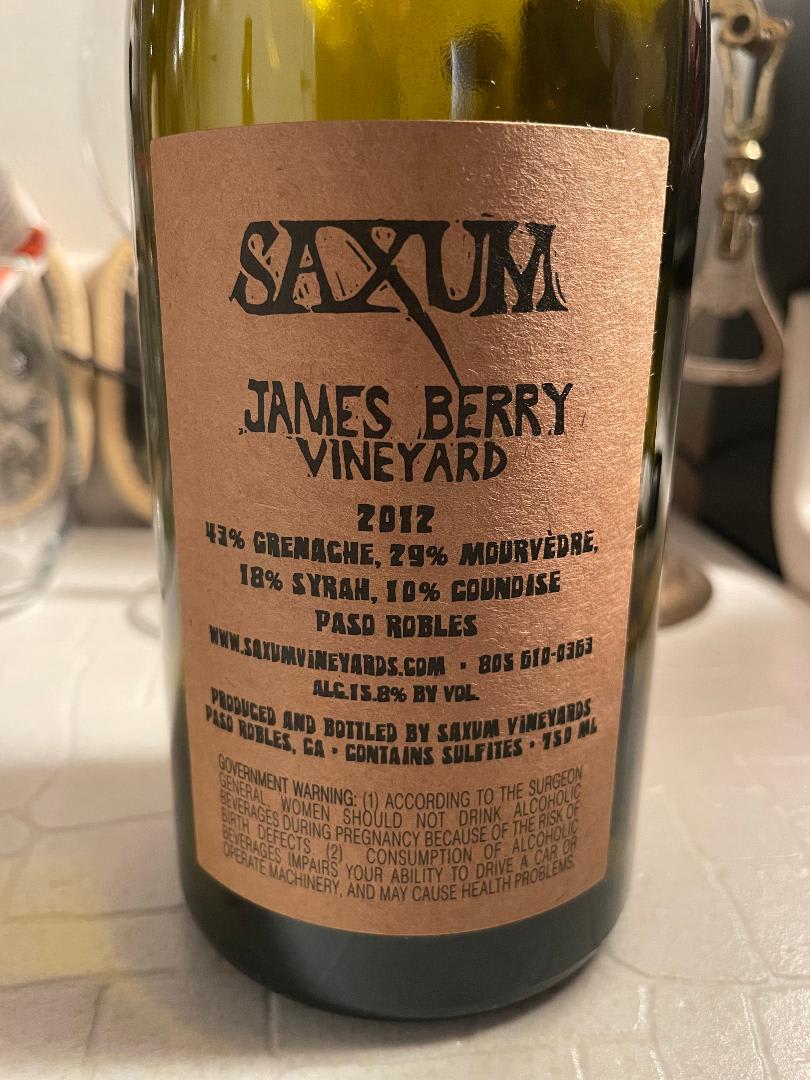 SAXUM
JAMES BERRY
VINEYARD
2012
43% GRENACHE, 29% MOURVÈDRE,
18% SYRAH, 10% COUNOISE
PASO ROBLES
WWW.SAXUMVINEYARDS.COM • 805 610-0363
ALC.15.8% BY VOL.
PRODUCED AND BOTTLED BY SAXUM VINEYARDS
PASO ROBLES, CA • CONTAINS SULFITES • 750 ML
GOVERNMENT WARNING: (1) ACCORDING TO THE SURGEON
GENERAL, WOMEN SHOULD NOT DRINK ALCOHOLIC
BEVERAGES DURING PREGNANCY BECAUSE OF THE RISK OF
BIRTH DEFECTS. (2) CONSUMPTION OF ALCOHOLIC
BEVERAGES IMPAIRS YOUR ABILITY TO DRIVE A CAR OR
OPERATE MACHINERY, AND MAY CAUSE HEALTH PROBLEMS.